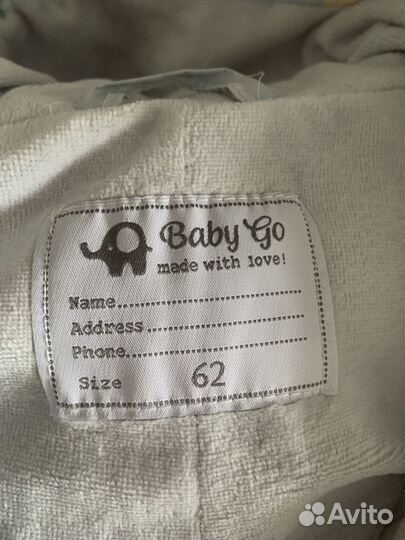 Baby Go
made with love!
Name........................
Address..................
Phone.....................
Size 62
Avito